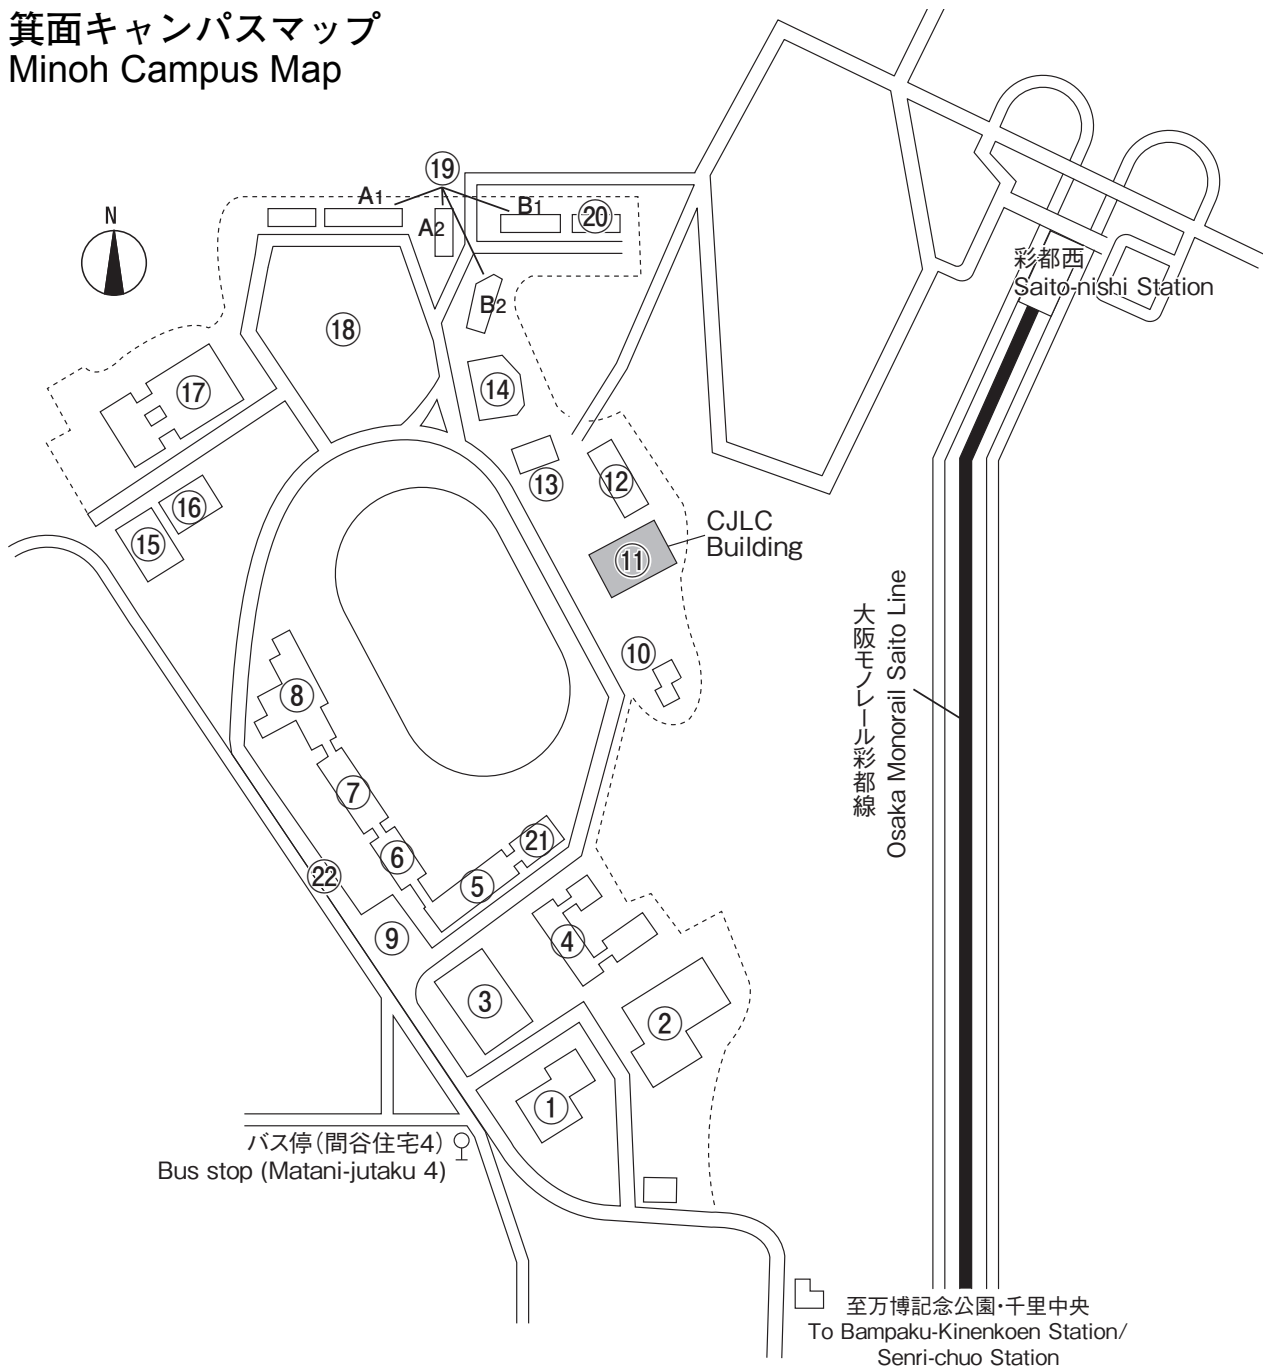 箕面キャンパスマップ
Minoh Campus Map
N
⑲
A1
A2
B1
⑳
B2
彩都西
Saito-nishi Station
⑱
⑰
⑭
⑬
⑫
⑯
⑮
CJLC
Building
⑪
⑩
大阪モノレール彩都線
Osaka Monorail Saito Line
⑧
⑦
⑥
㉑
⑤
㉒
⑨
④
③
②
①
バス停(間谷住宅4)
Bus stop (Matani-jutaku 4)
至万博記念公園・千里中央
To Bampaku-Kinenkoen Station/
Senri-chuo Station